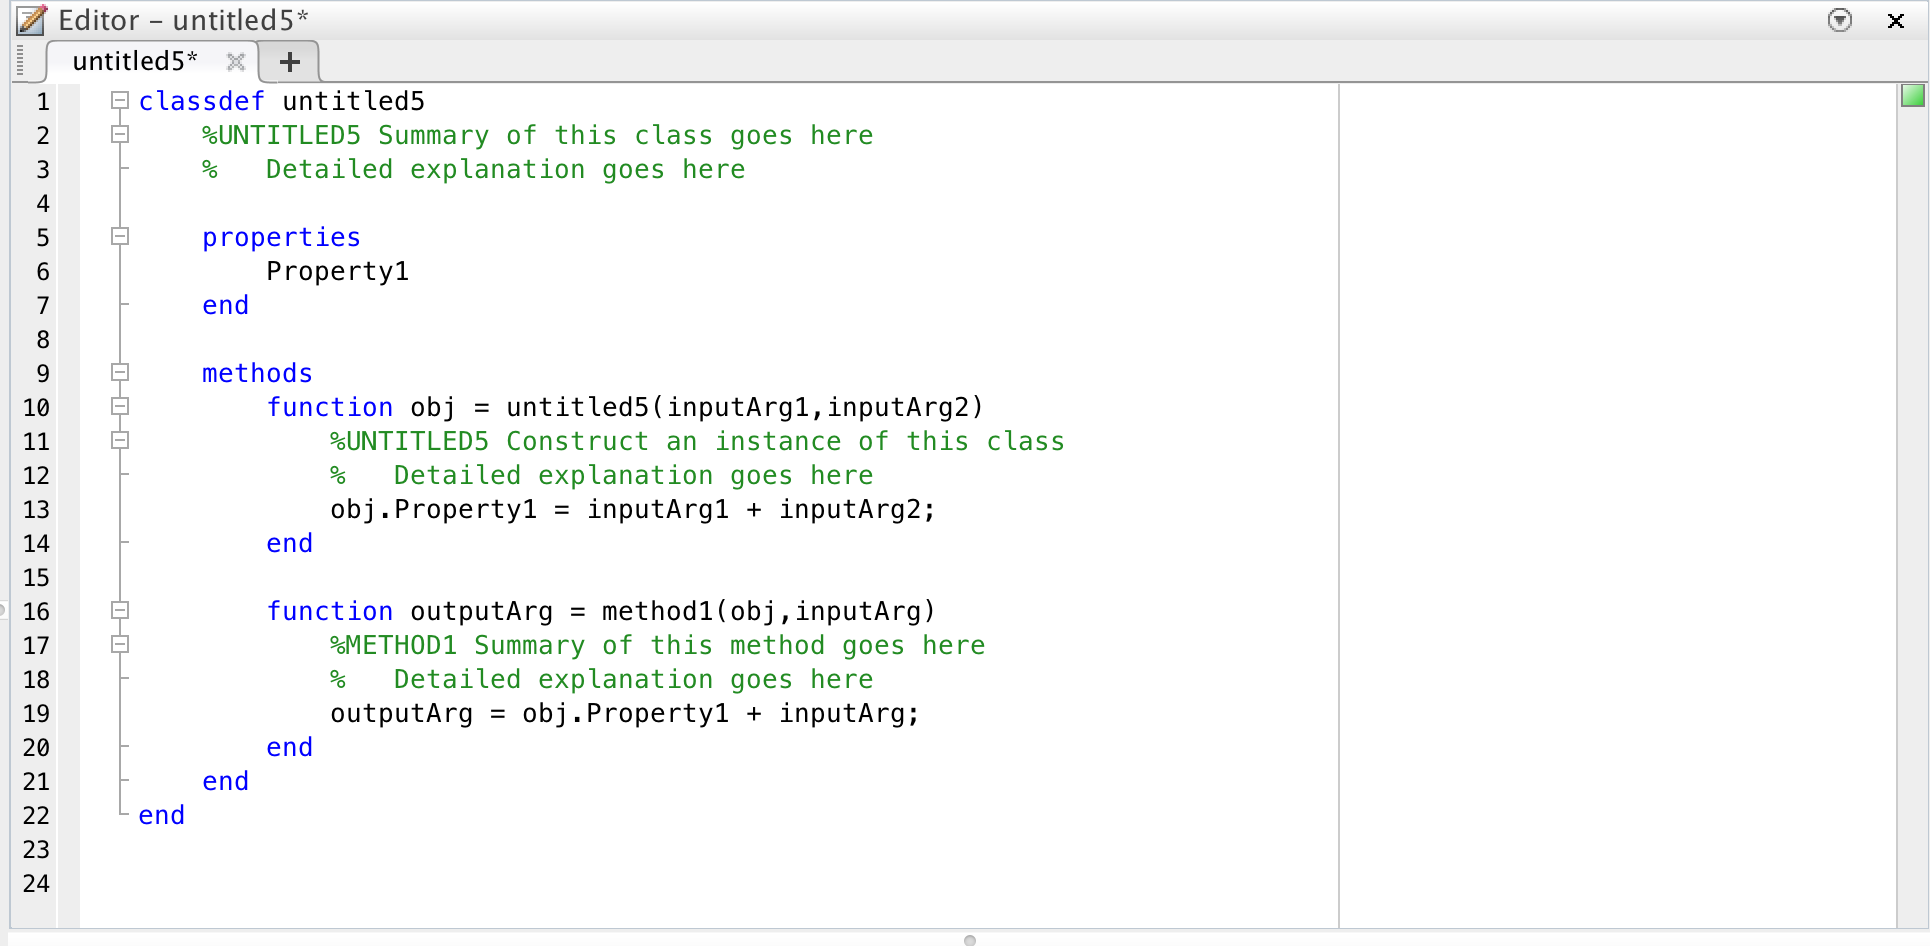 Editor – untitled5*
untitled5*
1 classdef untitled5
2     %UNTITLED5 Summary of this class goes here
3     %   Detailed explanation goes here
4
5     properties
6         Property1
7     end
8
9     methods
10         function obj = untitled5(inputArg1,inputArg2)
11             %UNTITLED5 Construct an instance of this class
12             %   Detailed explanation goes here
13             obj.Property1 = inputArg1 + inputArg2;
14         end
15
16         function outputArg = method1(obj,inputArg)
17             %METHOD1 Summary of this method goes here
18             %   Detailed explanation goes here
19             outputArg = obj.Property1 + inputArg;
20         end
21     end
22 end
23
24